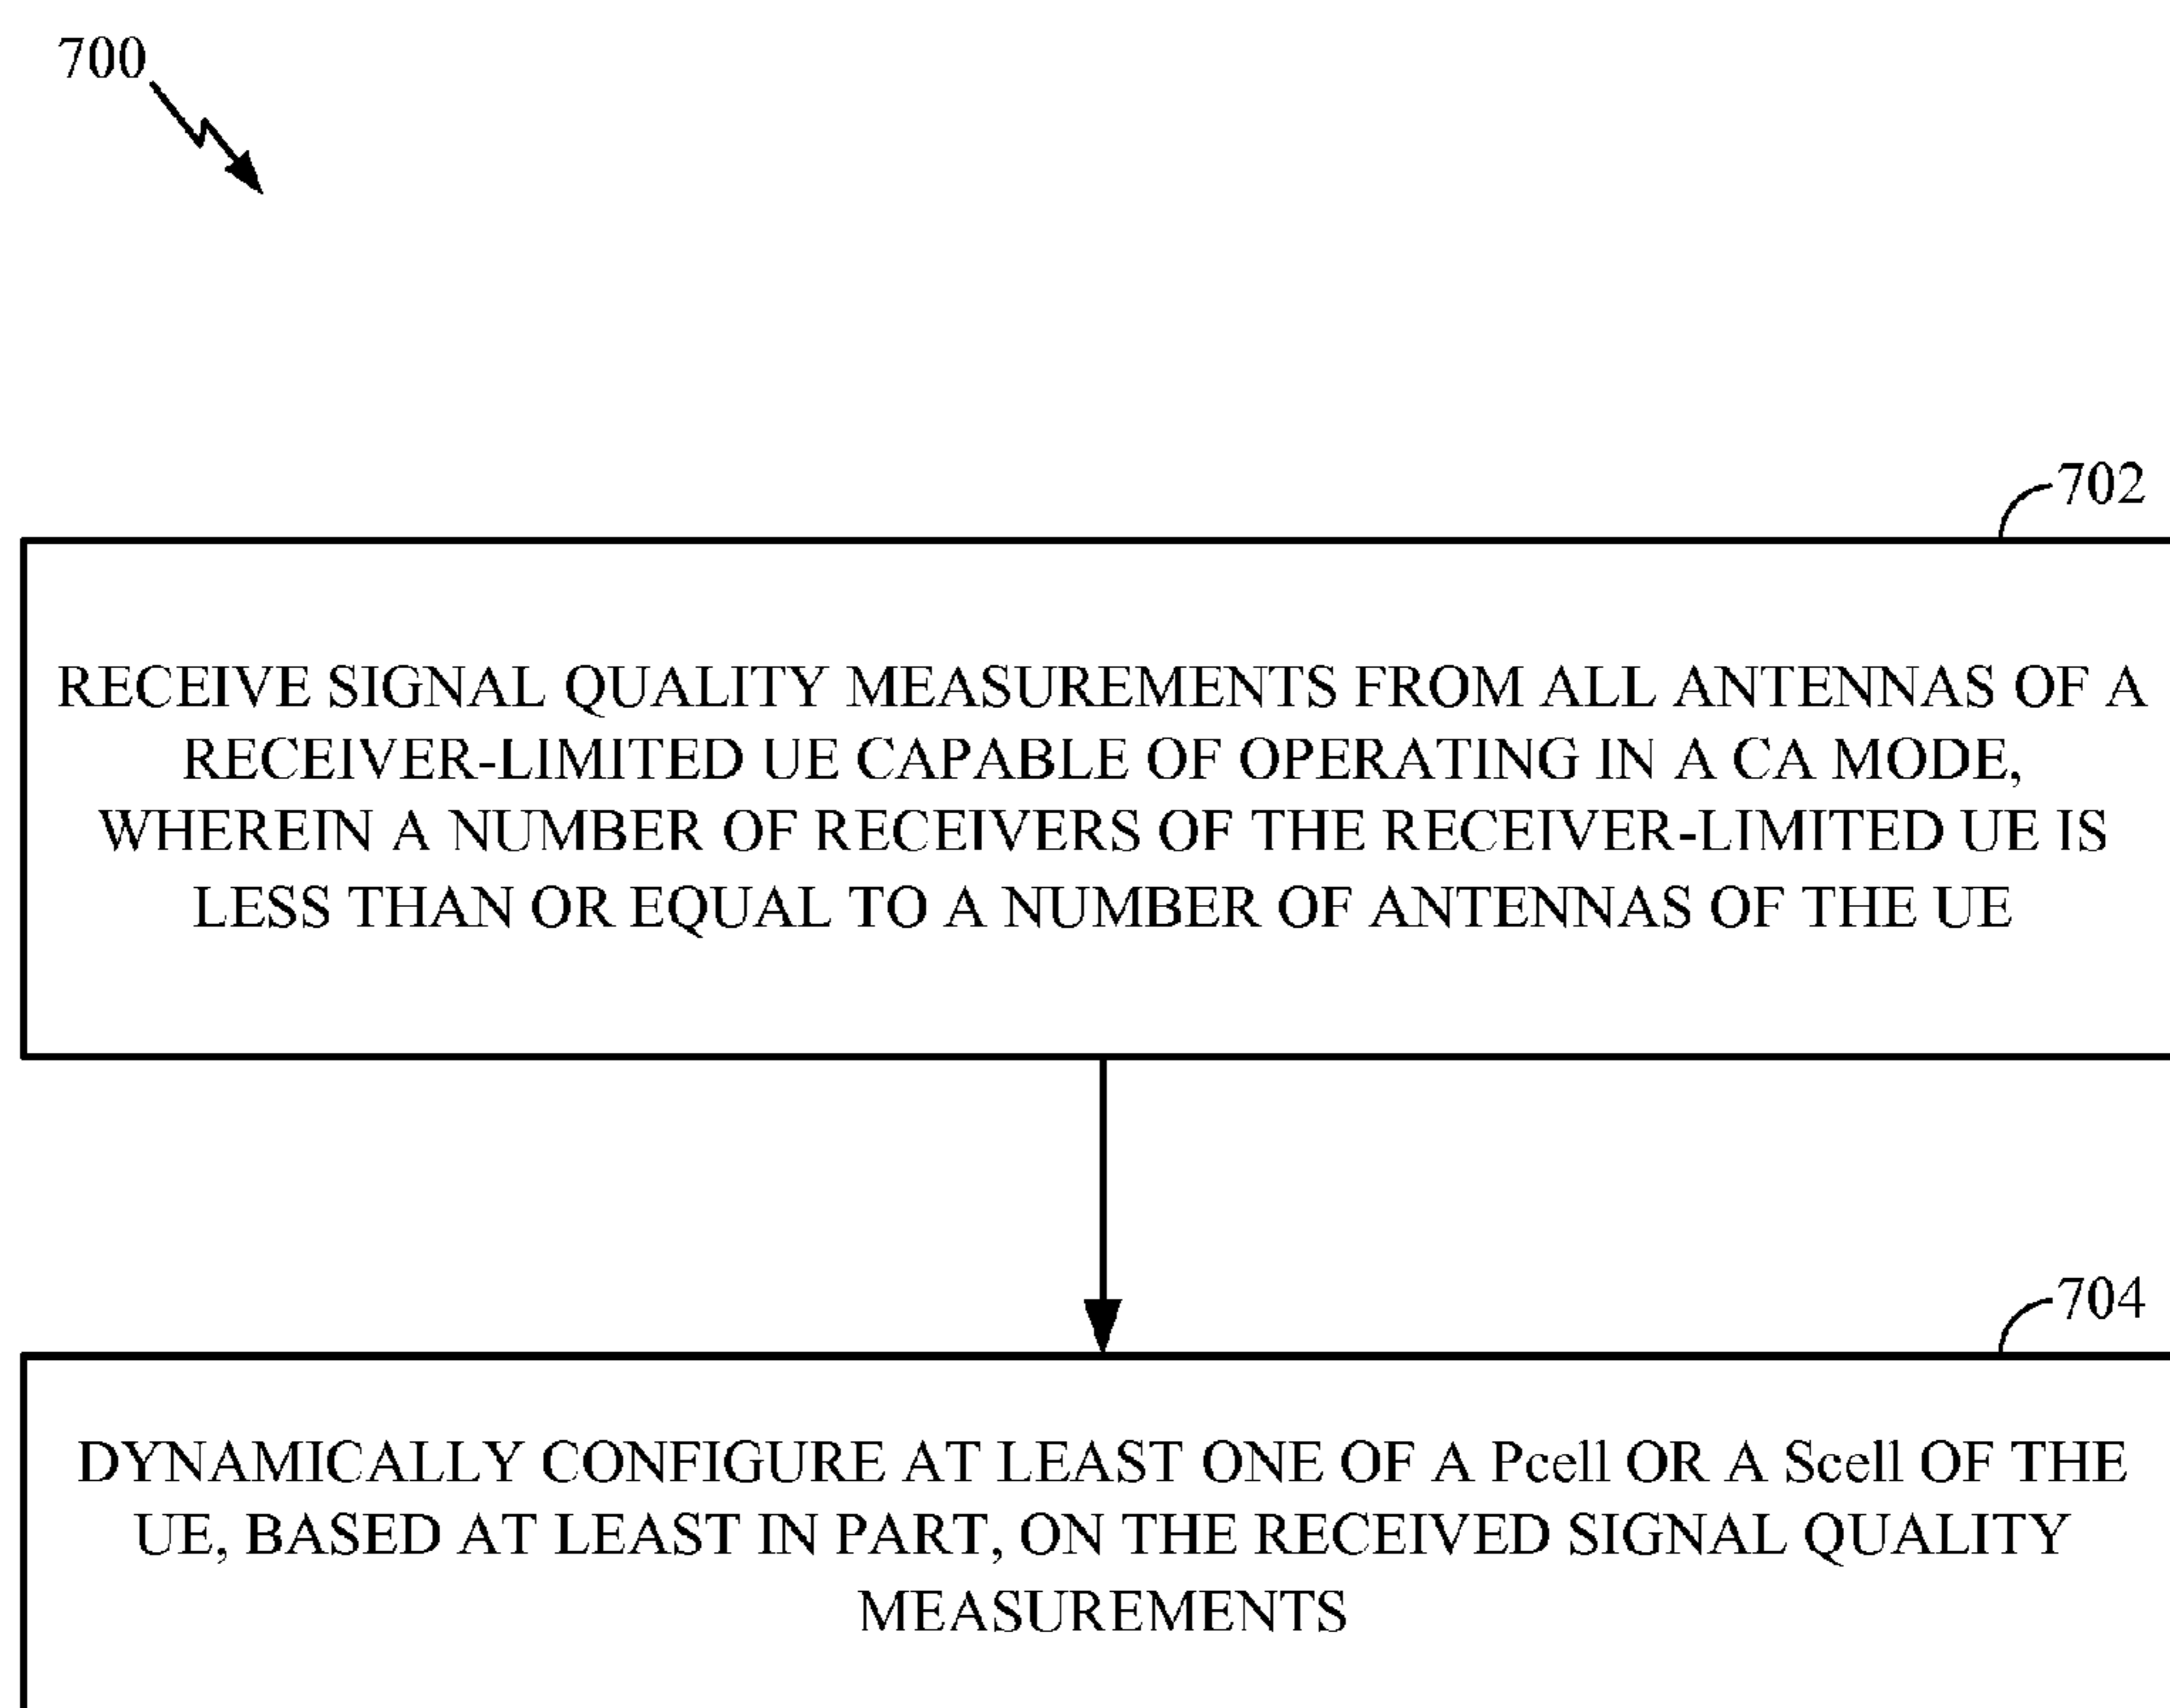 700
702
RECEIVE SIGNAL QUALITY MEASUREMENTS FROM ALL ANTENNAS OF A
RECEIVER-LIMITED UE CAPABLE OF OPERATING IN A CA MODE,
WHEREIN A NUMBER OF RECEIVERS OF THE RECEIVER-LIMITED UE IS
LESS THAN OR EQUAL TO A NUMBER OF ANTENNAS OF THE UE
704
DYNAMICALLY CONFIGURE AT LEAST ONE OF A Pcell OR A Scell OF THE
UE, BASED AT LEAST IN PART, ON THE RECEIVED SIGNAL QUALITY
MEASUREMENTS